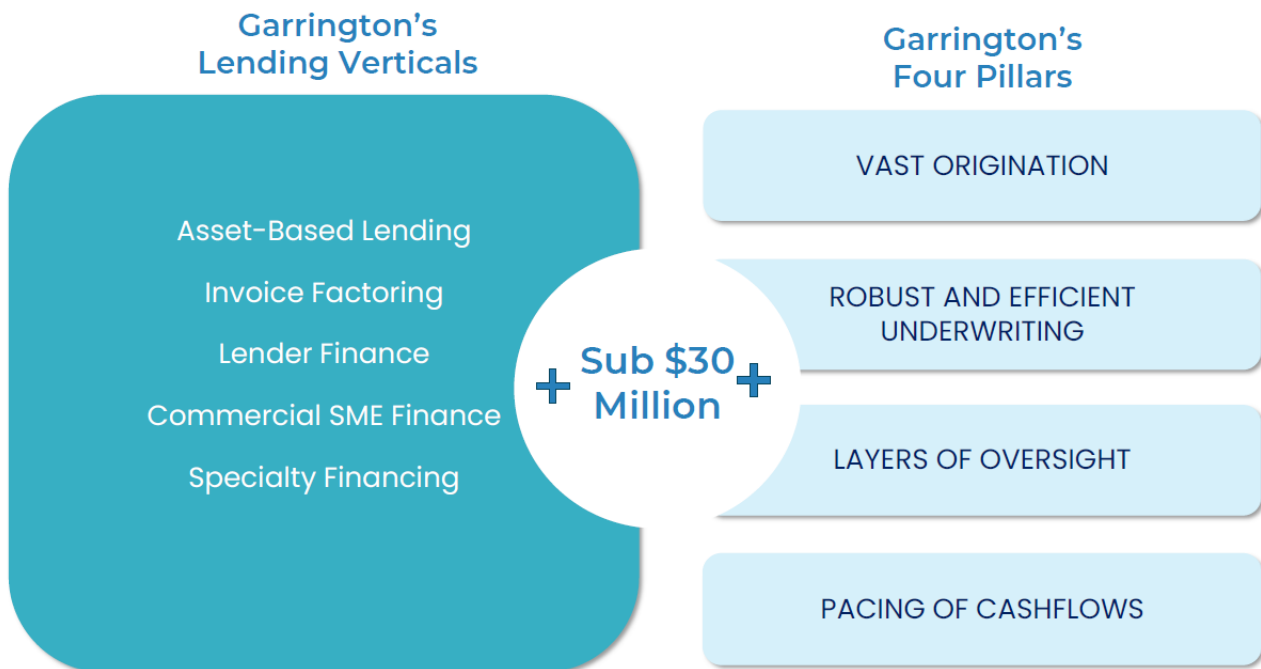 Garrington's
Lending Verticals
Asset-Based Lending
Invoice Factoring
Lender Finance
Commercial SME Finance
Specialty Financing
+ Sub $30 +
Million
Garrington's
Four Pillars
VAST ORIGINATION
ROBUST AND EFFICIENT
UNDERWRITING
LAYERS OF OVERSIGHT
PACING OF CASHFLOWS